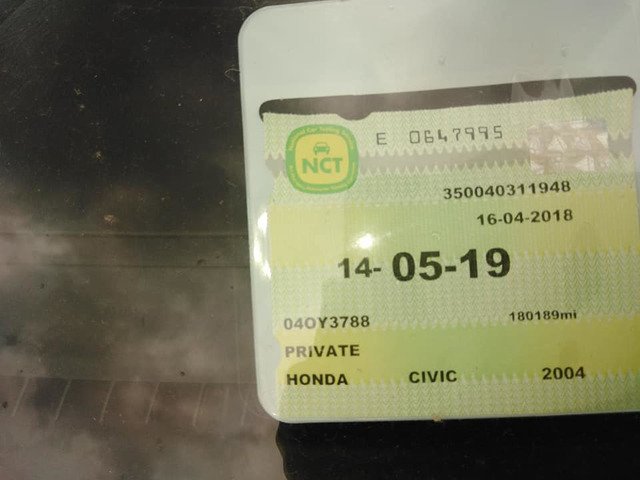 E 0647995
NCT
350040311948
16-04-2018
14-05-19
04OY3788
180189mi
PRIVATE
HONDA CIVIC 2004